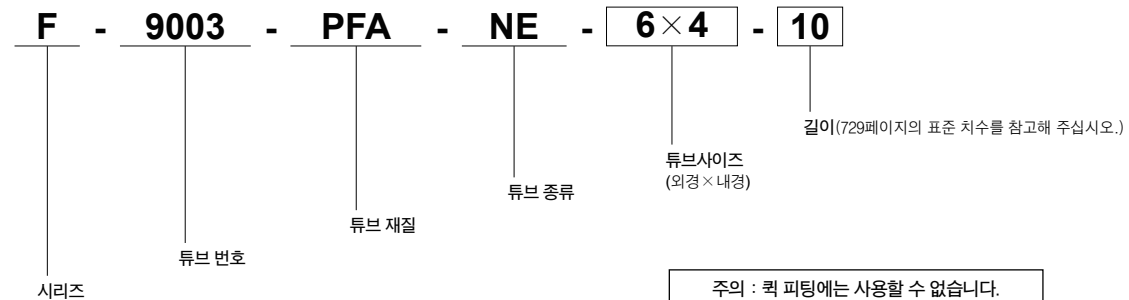 F - 9003 - PFA - NE - 6×4 - 10
길이(729페이지의 표준 치수를 참고해 주십시오.)
튜브사이즈
(외경×내경)
튜브 종류
튜브 재질
튜브 번호
시리즈
주의 : 퀵 피팅에는 사용할 수 없습니다.